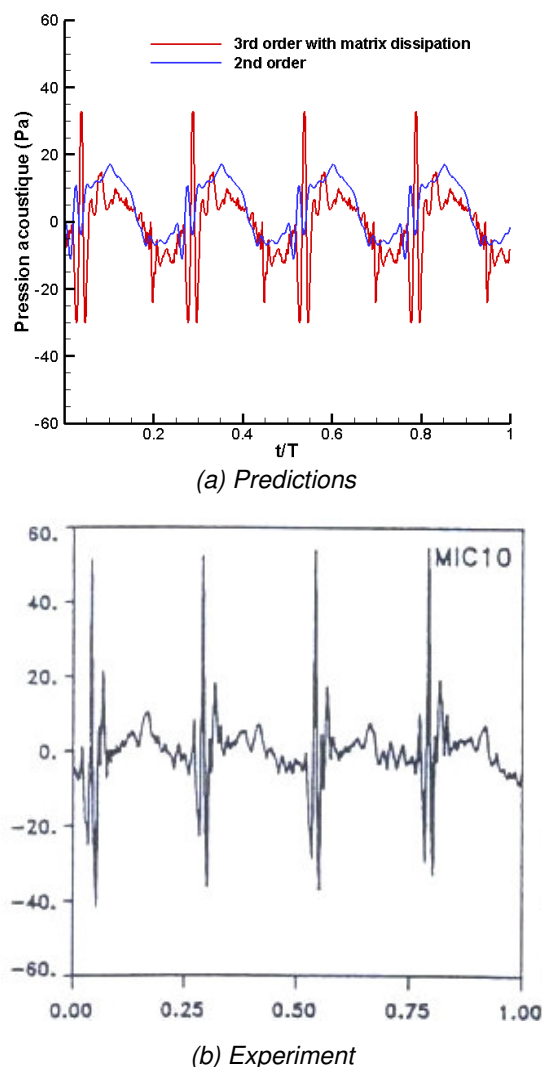 60
40
20
0
-20
-40
-60
Pression acoustique (Pa)
3rd order with matrix dissipation
2nd order
0.2 0.4 0.6 0.8 1
t/T
(a) Predictions
60.
40.
20.
0.
-20.
-40.
-60.
MIC10
0.00 0.25 0.50 0.75 1.00
(b) Experiment